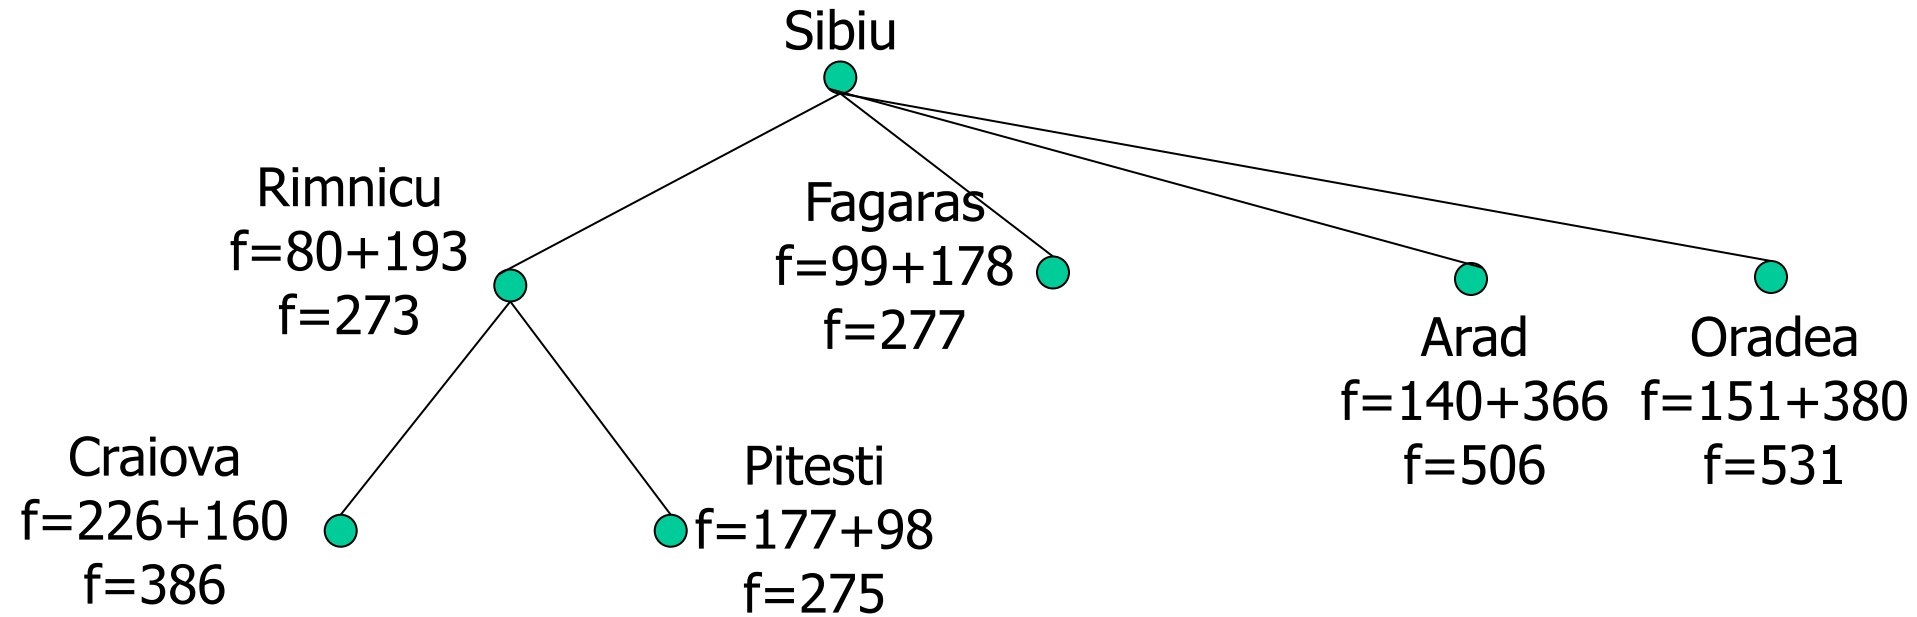 Sibiu
Rimnicu
f=80+193
f=273
Fagaras
f=99+178
f=277
Arad
f=140+366
f=506
Oradea
f=151+380
f=531
Craiova
f=226+160
f=386
Pitesti
f=177+98
f=275